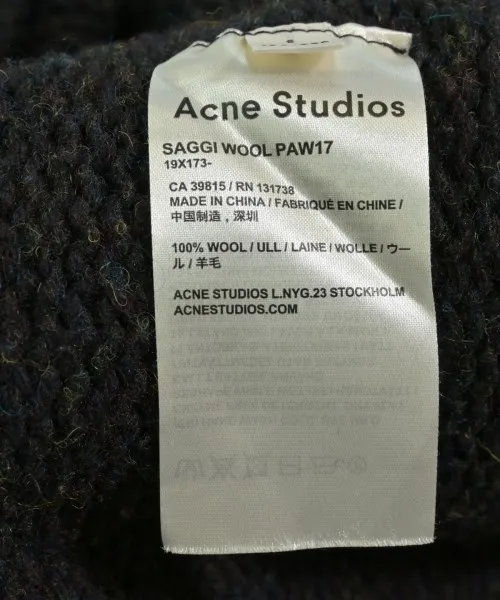 Acne Studios
SAGGI WOOL PAW17
19X173-
CA 39815 / RN 131738
MADE IN CHINA / FABRIQUÉ EN CHINE /
中国制造，深圳
100% WOOL / ULL / LAINE / WOLLE / ウー
ル / 羊毛
ACNE STUDIOS L.NYG.23 STOCKHOLM
ACNESTUDIOS.COM